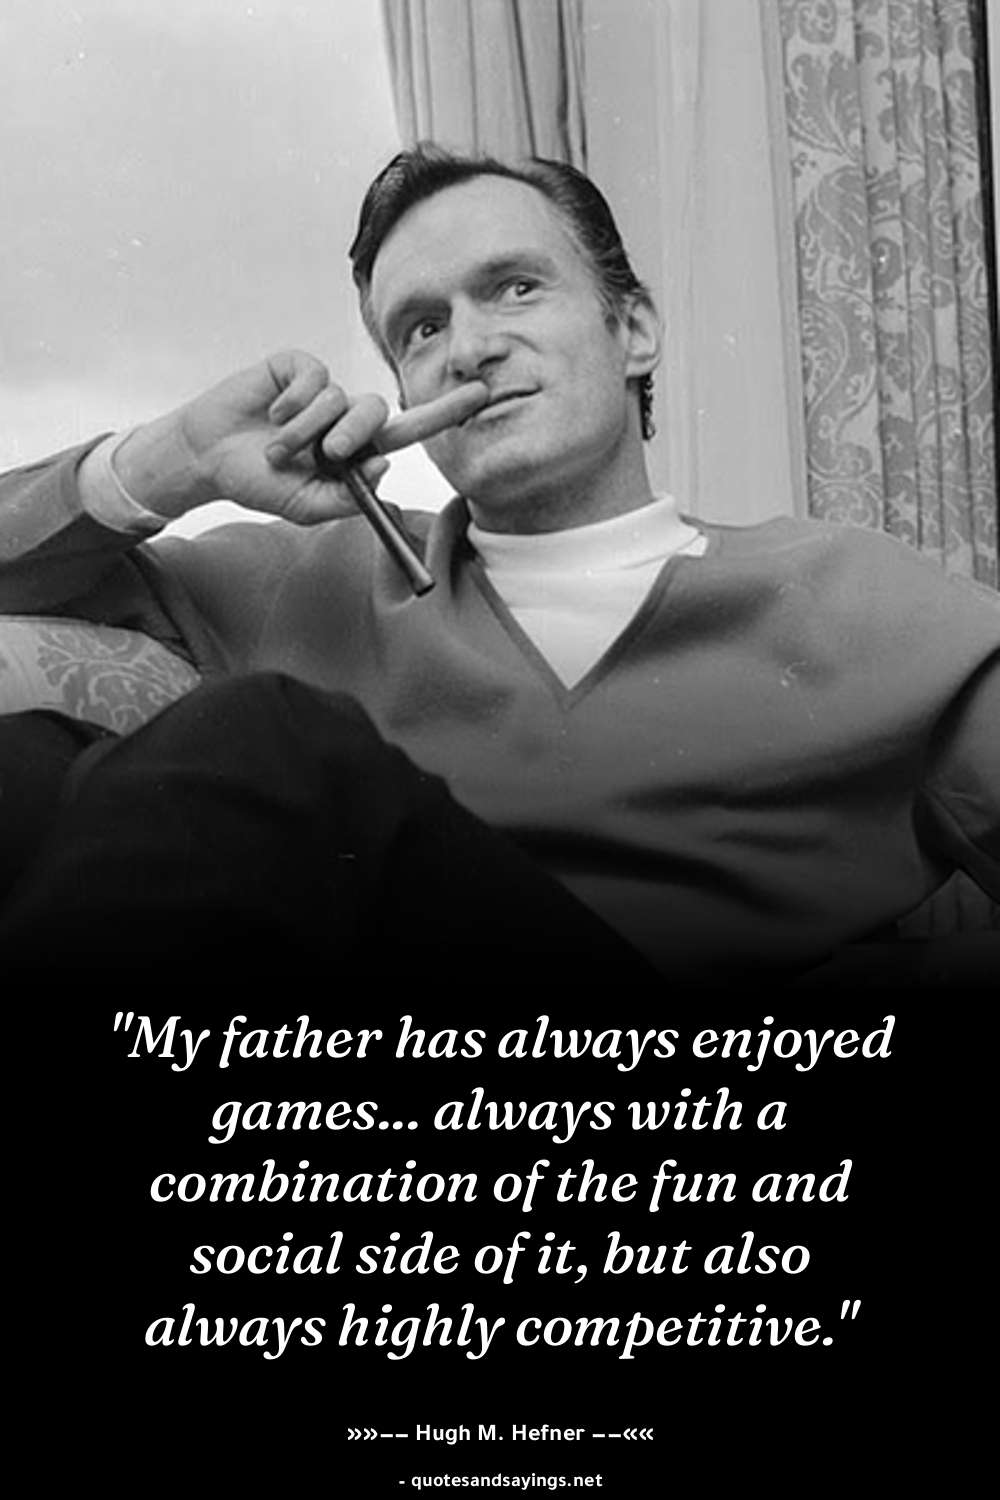 "My father has always enjoyed
games... always with a
combination of the fun and
social side of it, but also
always highly competitive."
»»–– Hugh M. Hefner ––««
- quotesandsayings.net